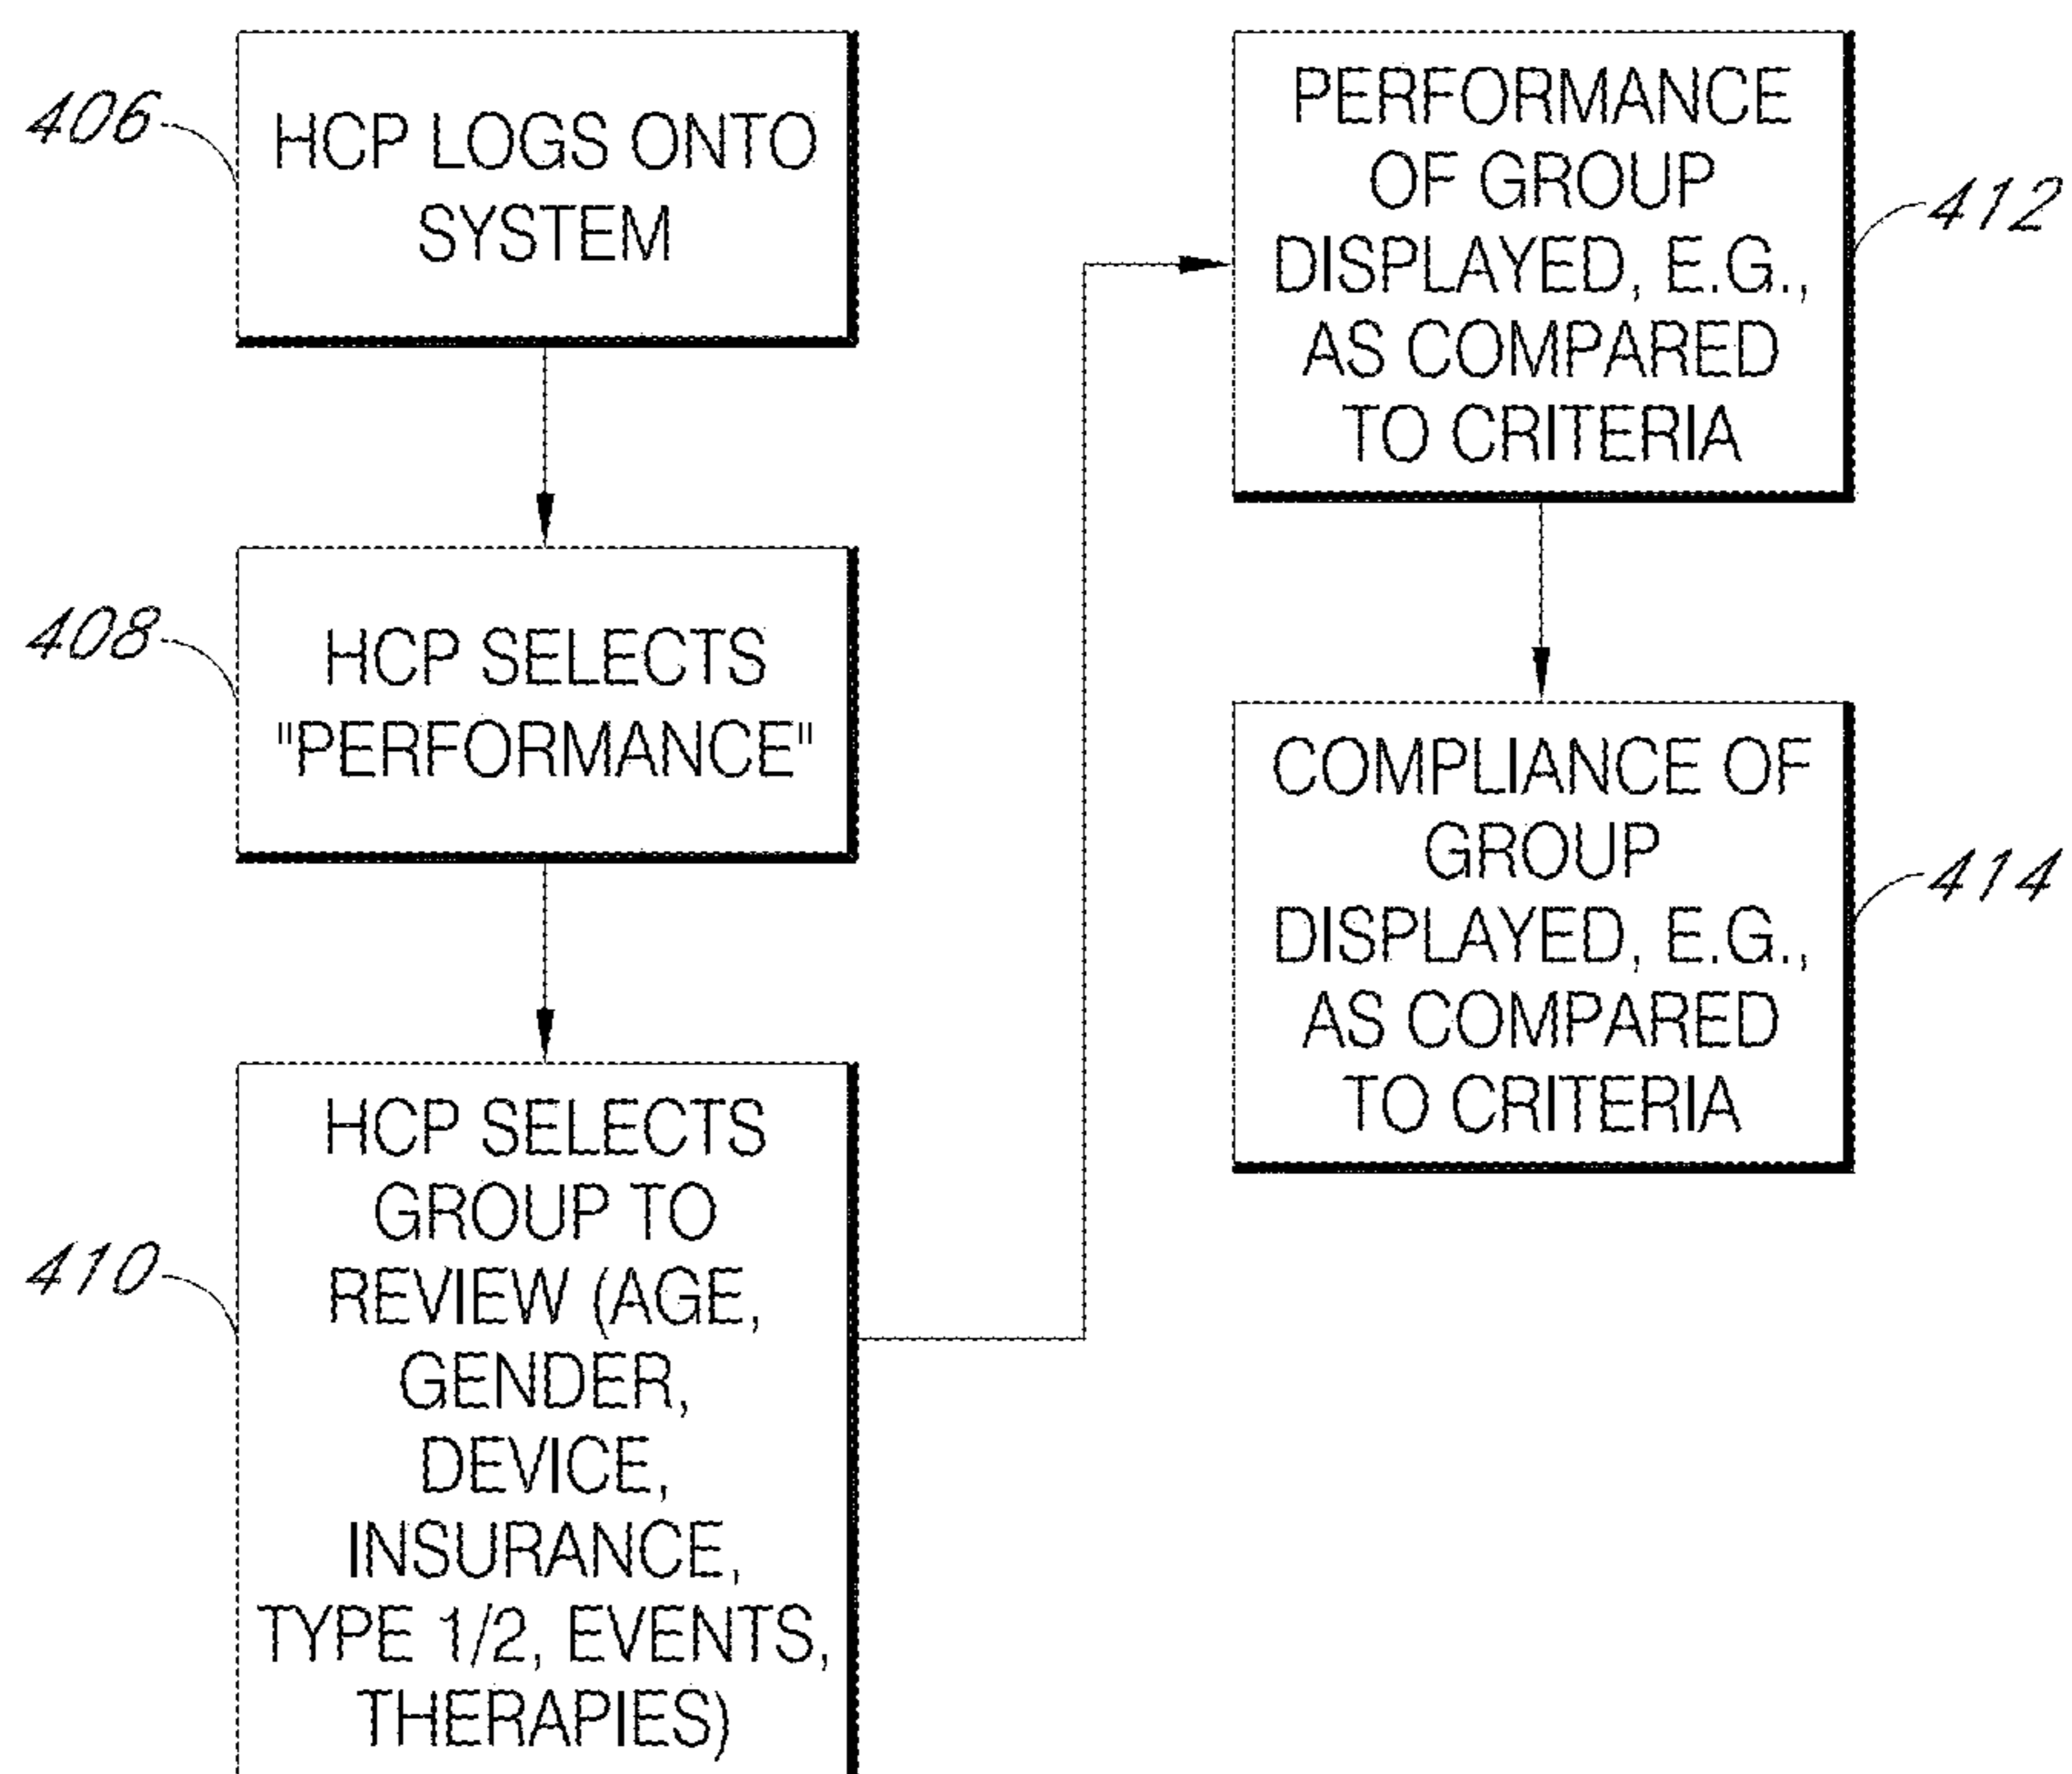 406
HCP LOGS ONTO
SYSTEM
408
HCP SELECTS
"PERFORMANCE"
410
HCP SELECTS
GROUP TO
REVIEW (AGE,
GENDER,
DEVICE,
INSURANCE,
TYPE 1/2, EVENTS,
THERAPIES)
PERFORMANCE
OF GROUP
DISPLAYED, E.G.,
AS COMPARED
TO CRITERIA
412
COMPLIANCE OF
GROUP
DISPLAYED, E.G.,
AS COMPARED
TO CRITERIA
414